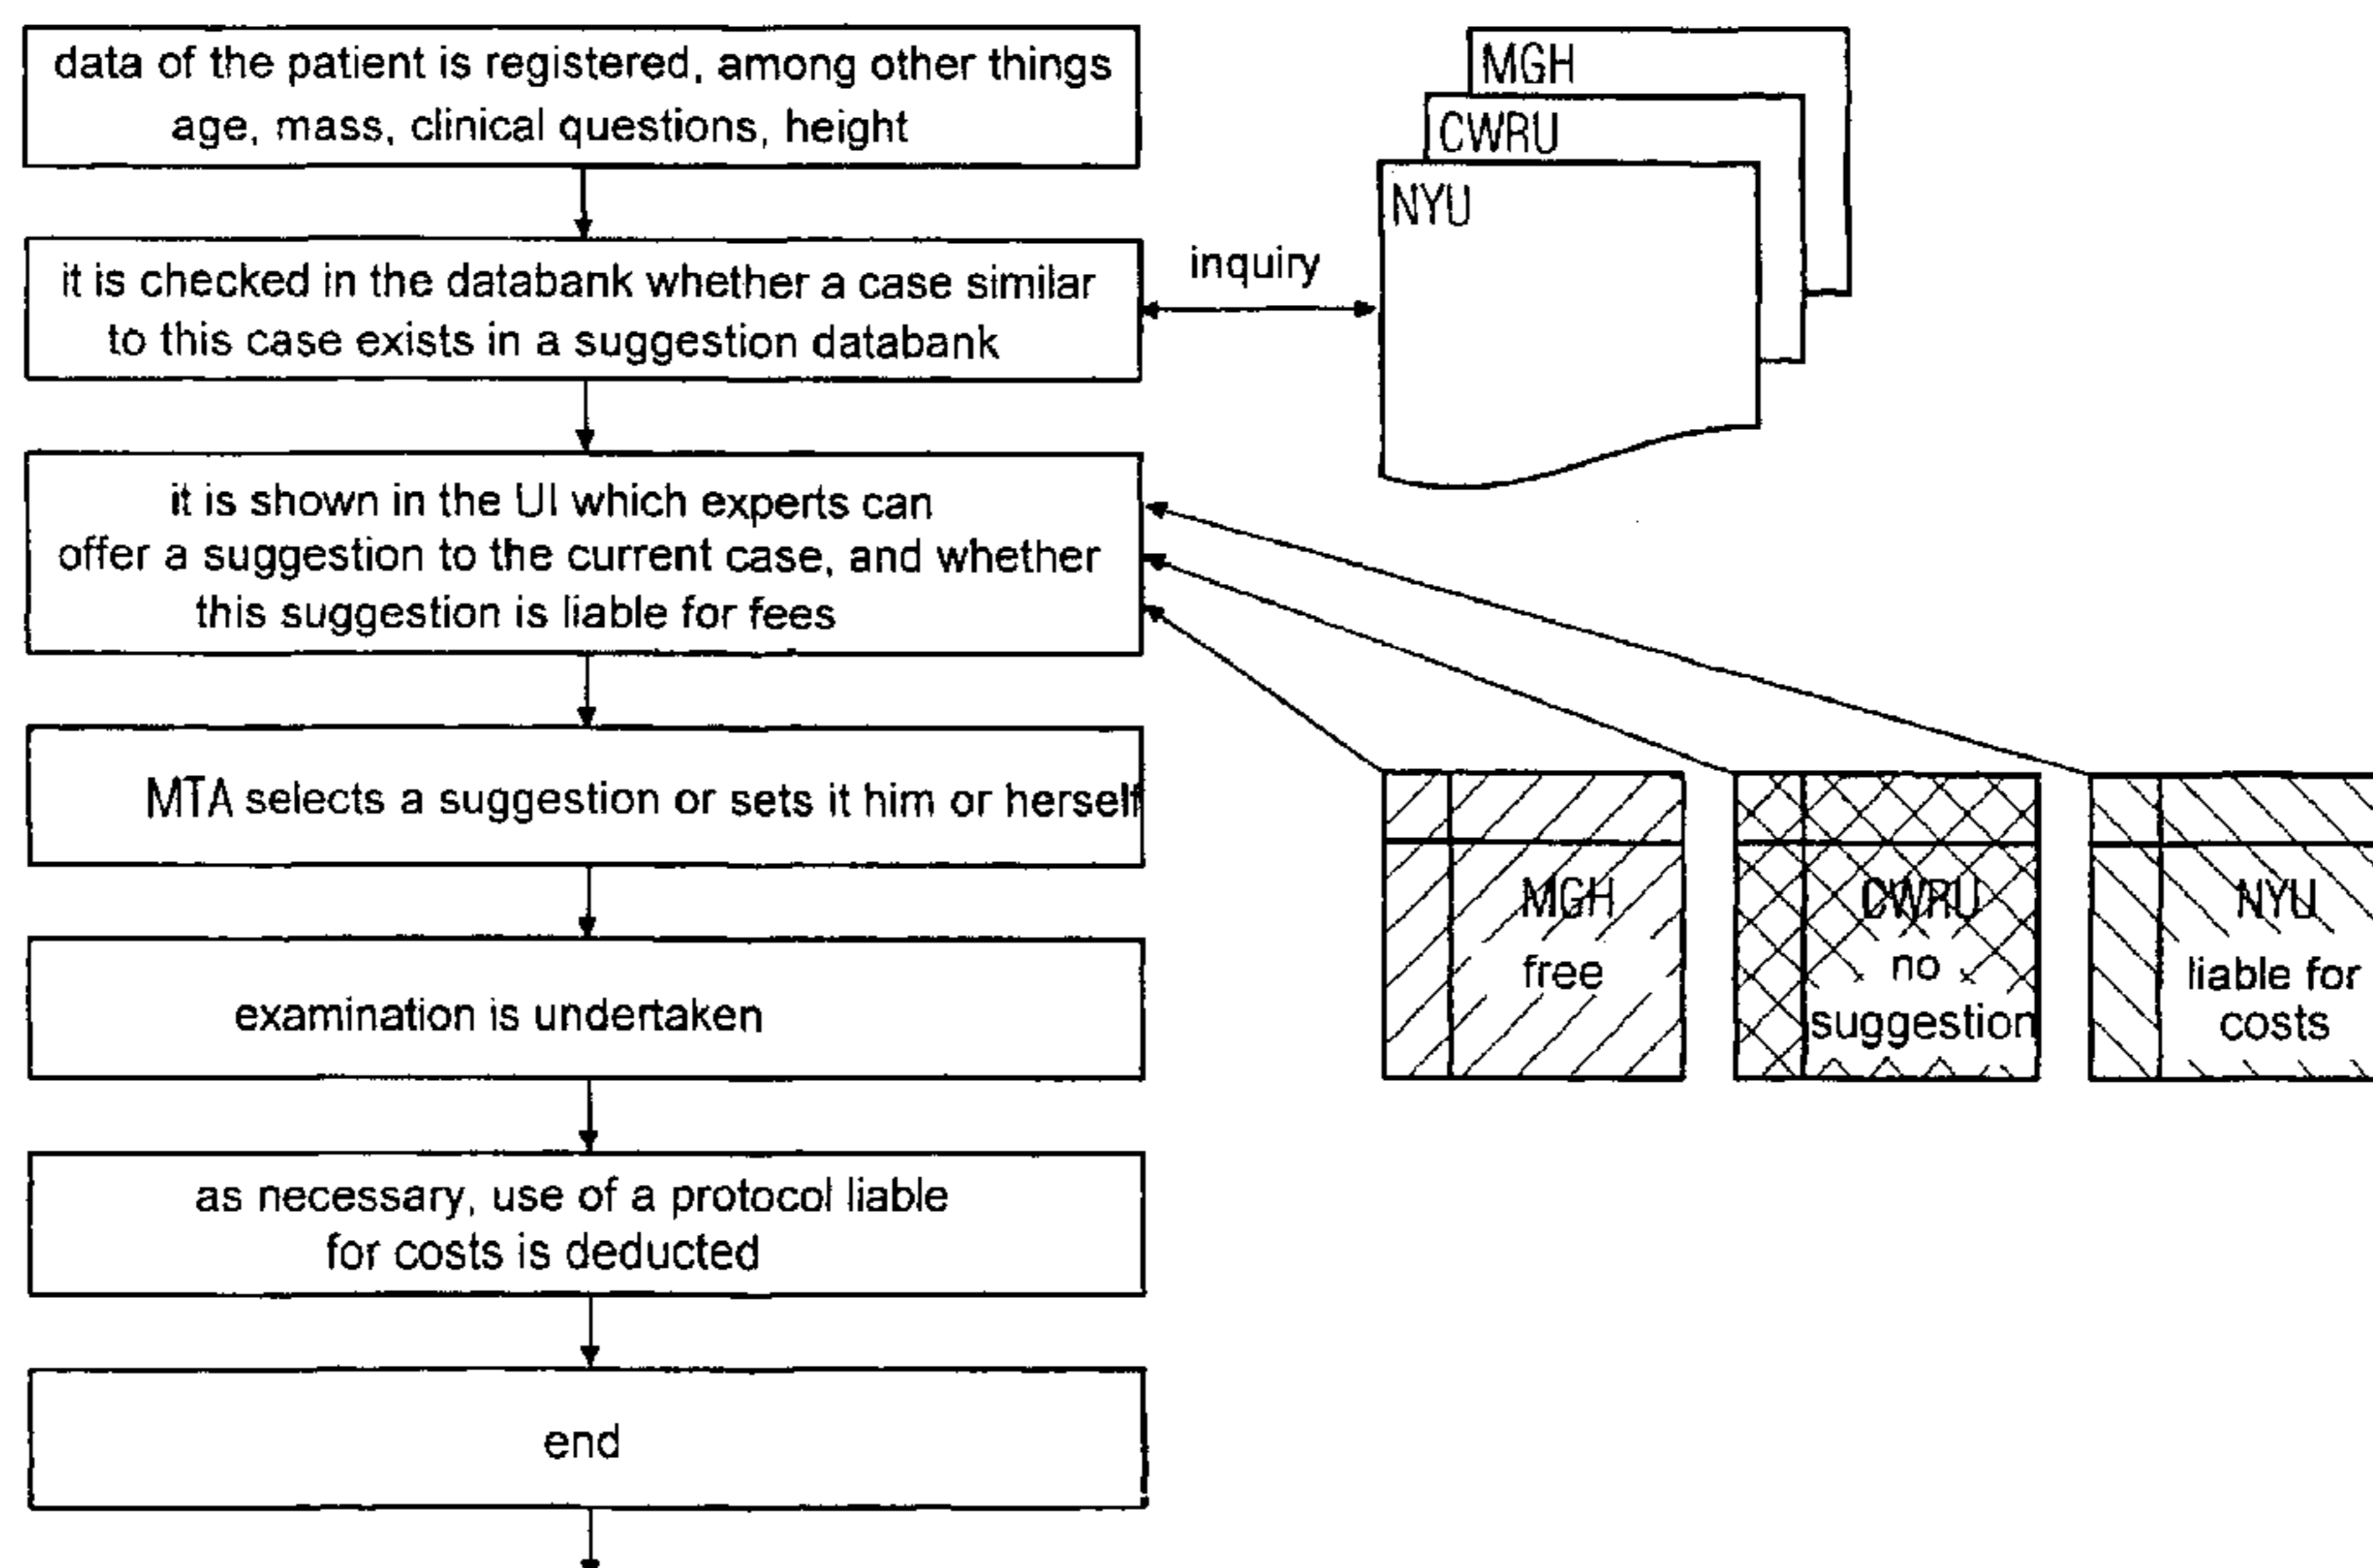 data of the patient is registered, among other things
age, mass, clinical questions, height
MGH
CWRU
NYU
it is checked in the databank whether a case similar
to this case exists in a suggestion databank
inquiry
it is shown in the UI which experts can
offer a suggestion to the current case, and whether
this suggestion is liable for fees
MTA selects a suggestion or sets it him or herself
MGH
free
CWRU
no
suggestion
NYU
liable for
costs
examination is undertaken
as necessary, use of a protocol liable
for costs is deducted
end